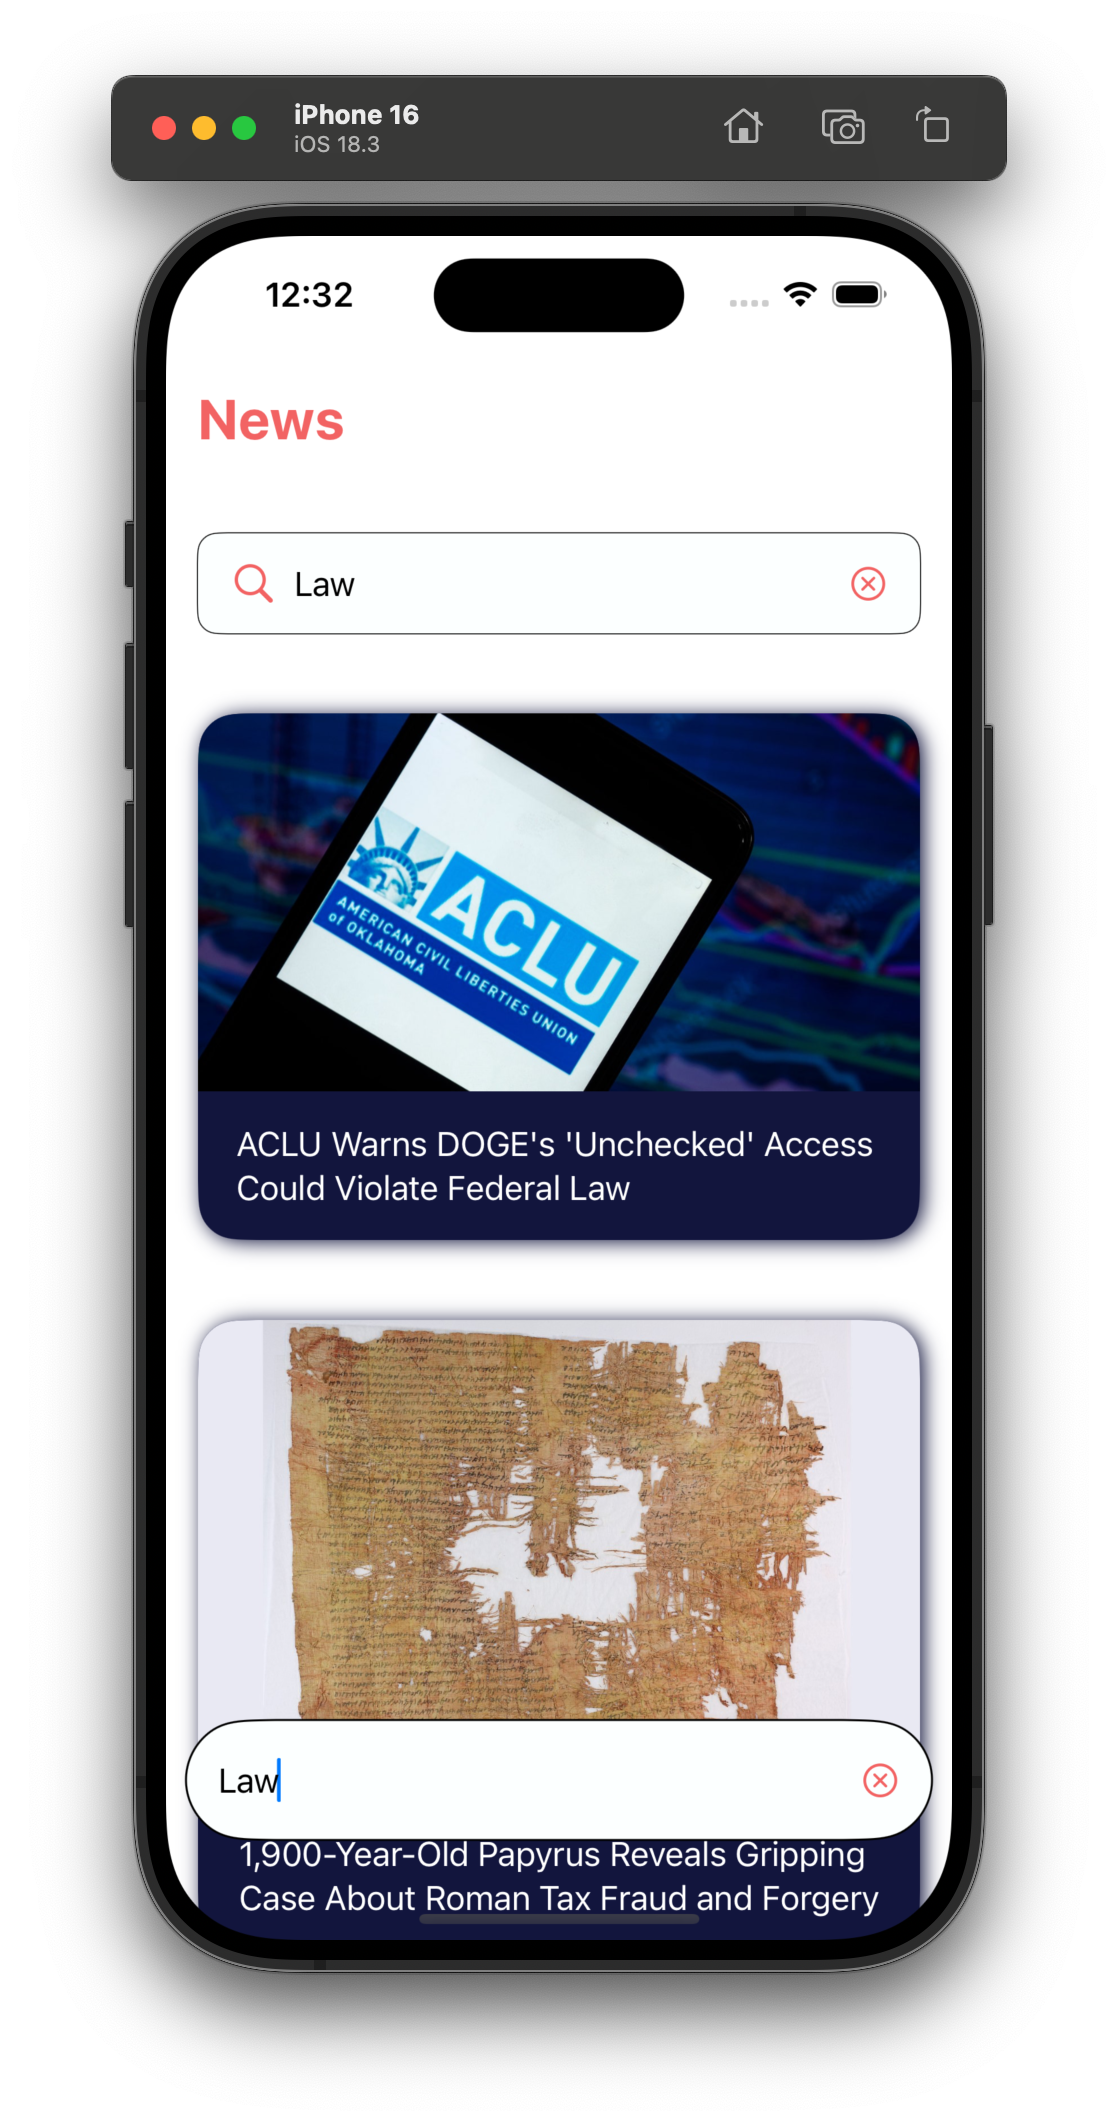 iPhone 16
iOS 18.3
12:32
News
Law
ACLU
AMERICAN CIVIL LIBERTIES UNION
of OKLAHOMA
ACLU Warns DOGE's 'Unchecked' Access
Could Violate Federal Law
Law
1,900-Year-Old Papyrus Reveals Gripping
Case About Roman Tax Fraud and Forgery